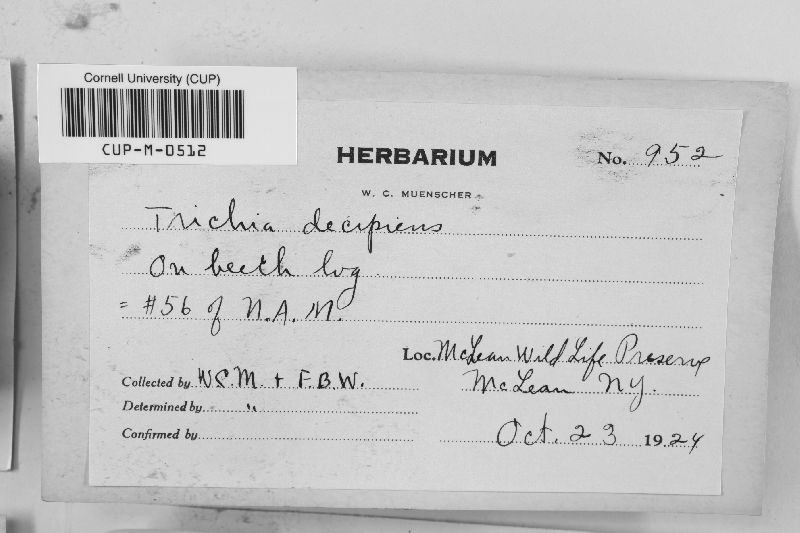 Cornell University (CUP)
CUP-M-0512
HERBARIUM
No. 952
W. C. MUENSCHER
Trichia decipiens
On beech log
= #56 of N.A.M.
Loc. McLean Wild Life Preserve
McLean NY.
Collected by W.C.M. + F.B.W.
Determined by "
Confirmed by
Oct. 23 1924